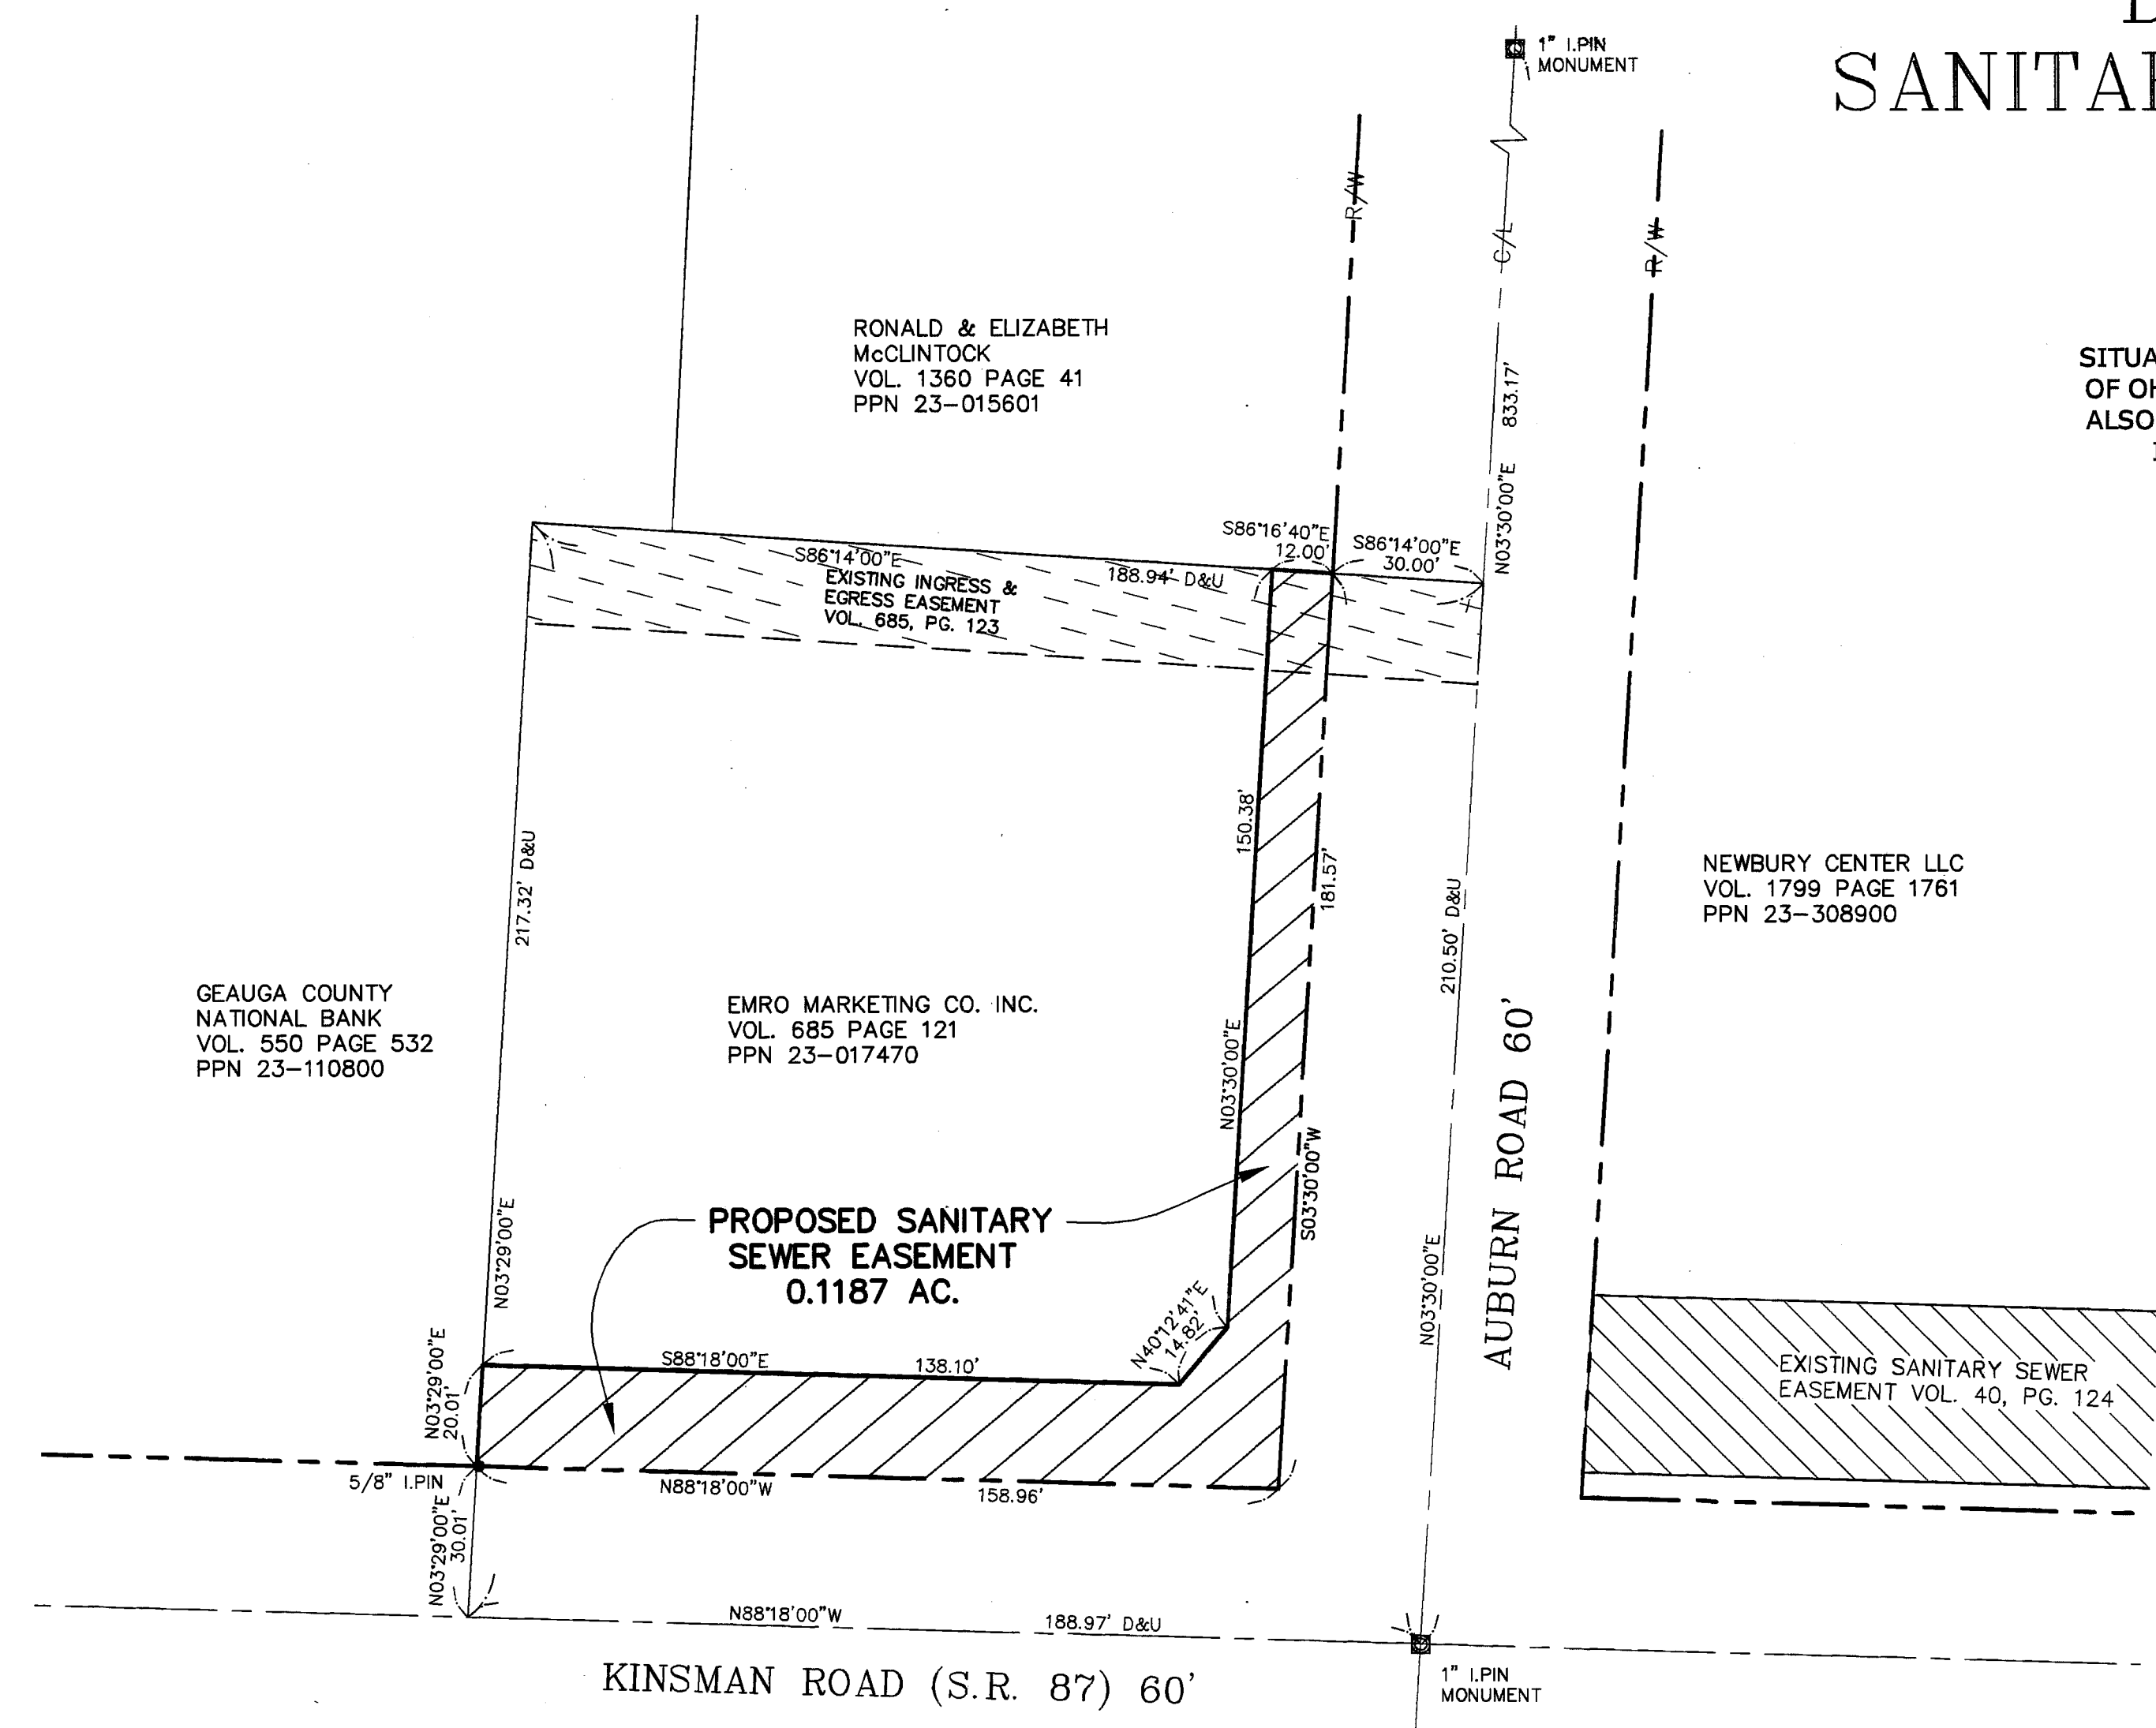 1" I.PIN
MONUMENT
R/W
C/L
R/W
RONALD & ELIZABETH
McCLINTOCK
VOL. 1360 PAGE 41
PPN 23-015601
833.17'
N03°30'00"E
S86°16'40"E
12.00'
S86°14'00"E
30.00'
S86°14'00"E
188.94' D&U
EXISTING INGRESS &
EGRESS EASEMENT
VOL. 685, PG. 123
217.32' D&U
N03°29'00"E
150.38'
N03°30'00"E
181.57'
S03°30'00"W
210.50' D&U
N03°30'00"E
AUBURN ROAD 60'
NEWBURY CENTER LLC
VOL. 1799 PAGE 1761
PPN 23-308900
GEAUGA COUNTY
NATIONAL BANK
VOL. 550 PAGE 532
PPN 23-110800
EMRO MARKETING CO. INC.
VOL. 685 PAGE 121
PPN 23-017470
PROPOSED SANITARY
SEWER EASEMENT
0.1187 AC.
N40°12'41"E
14.82'
S88°18'00"E
138.10'
N03°29'00"E
20.01'
EXISTING SANITARY SEWER
EASEMENT VOL. 40, PG. 124
5/8" I.PIN
N88°18'00"W
158.96'
N03°29'00"E
30.01'
N88°18'00"W
188.97' D&U
KINSMAN ROAD (S.R. 87) 60'
1" I.PIN
MONUMENT
OF
ALSO